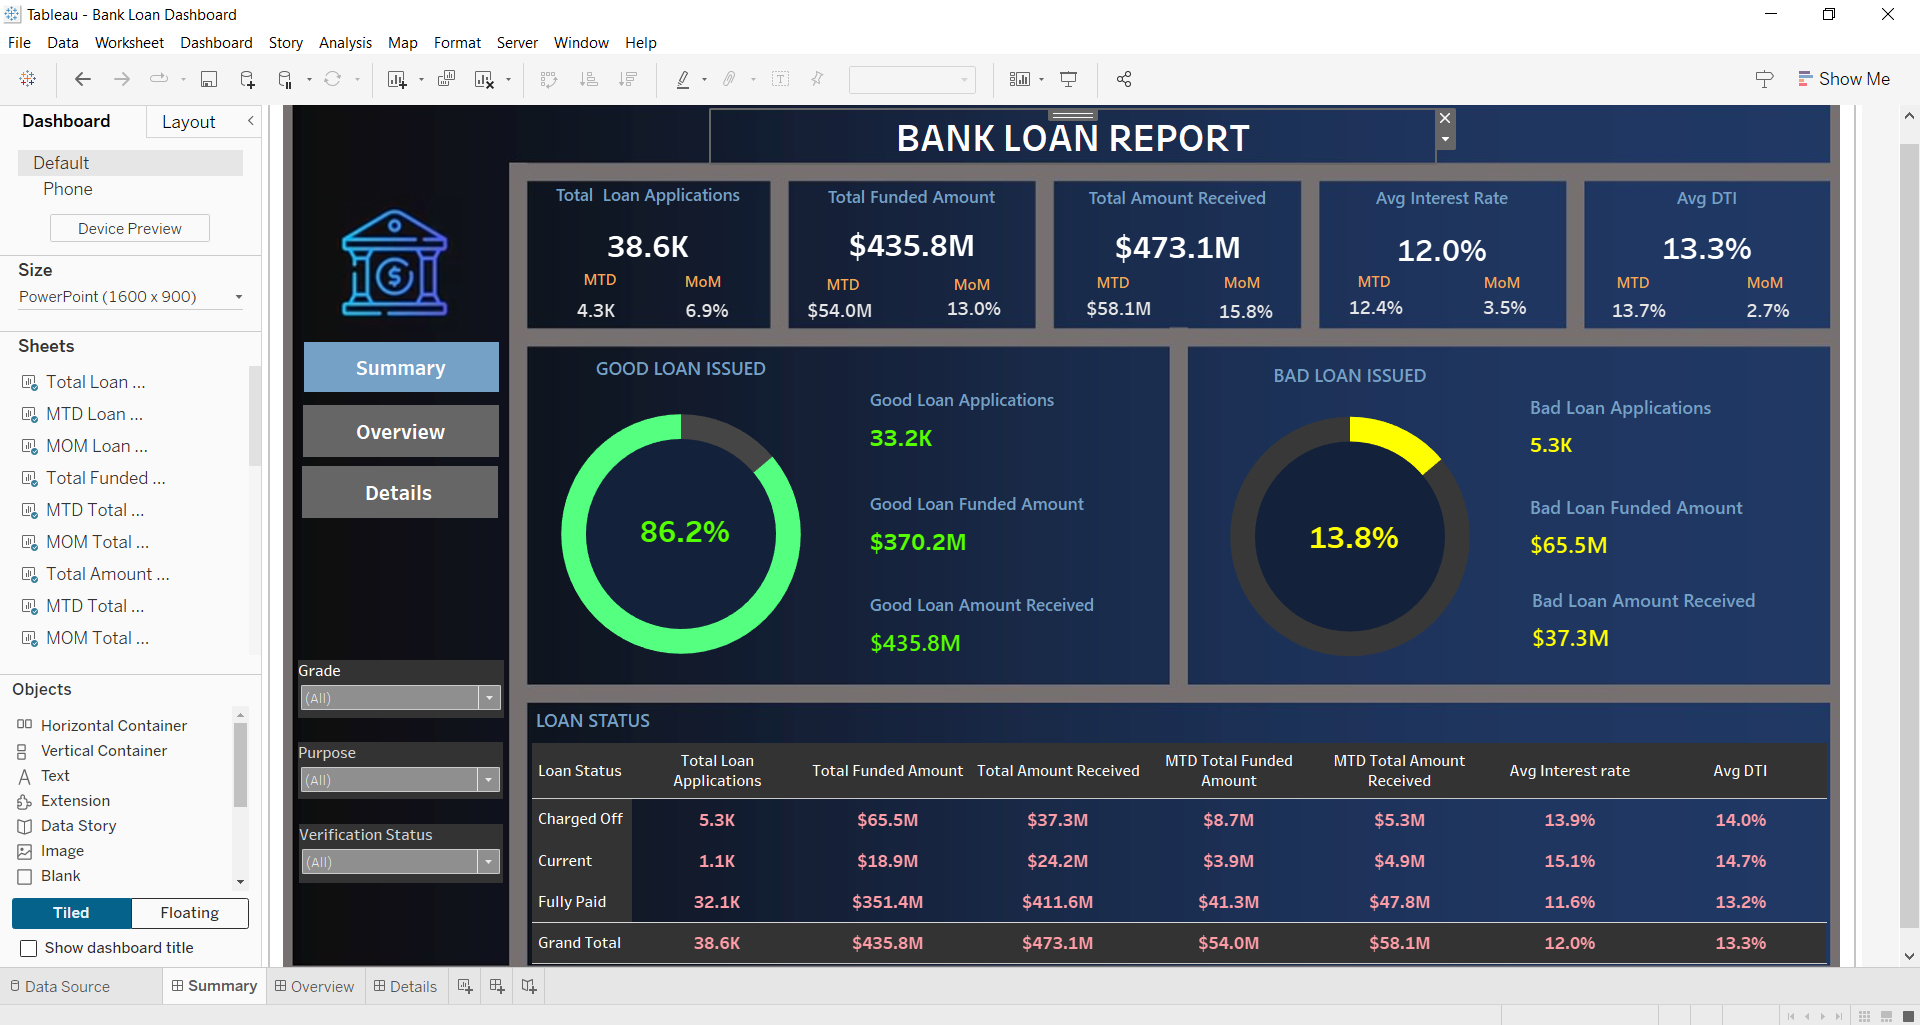 Tableau - Bank Loan Dashboard
File Data Worksheet Dashboard Story Analysis Map Format Server Window Help
Show Me
Dashboard Layout
Default
Phone
Device Preview
Size
PowerPoint (1600 x 900)
Sheets
Total Loan ...
MTD Loan ...
MOM Loan ...
Total Funded ...
MTD Total ...
MOM Total ...
Total Amount ...
MTD Total ...
MOM Total ...
Objects
Horizontal Container
Vertical Container
Text
Extension
Data Story
Image
Blank
Tiled Floating
Show dashboard title
BANK LOAN REPORT
Summary
Overview
Details
Grade
(All)
Purpose
(All)
Verification Status
(All)
Total Loan Applications
38.6K
MTD MoM
4.3K 6.9%
Total Funded Amount
$435.8M
MTD MoM
$54.0M 13.0%
Total Amount Received
$473.1M
MTD MoM
$58.1M 15.8%
Avg Interest Rate
12.0%
MTD MoM
12.4% 3.5%
Avg DTI
13.3%
MTD MoM
13.7% 2.7%
GOOD LOAN ISSUED
86.2%
Good Loan Applications
33.2K
Good Loan Funded Amount
$370.2M
Good Loan Amount Received
$435.8M
BAD LOAN ISSUED
13.8%
Bad Loan Applications
5.3K
Bad Loan Funded Amount
$65.5M
Bad Loan Amount Received
$37.3M
LOAN STATUS
Loan Status Total Loan Applications Total Funded Amount Total Amount Received MTD Total Funded Amount MTD Total Amount Received Avg Interest rate Avg DTI
Charged Off 5.3K $65.5M $37.3M $8.7M $5.3M 13.9% 14.0%
Current 1.1K $18.9M $24.2M $3.9M $4.9M 15.1% 14.7%
Fully Paid 32.1K $351.4M $411.6M $41.3M $47.8M 11.6% 13.2%
Grand Total 38.6K $435.8M $473.1M $54.0M $58.1M 12.0% 13.3%
Data Source Summary Overview Details